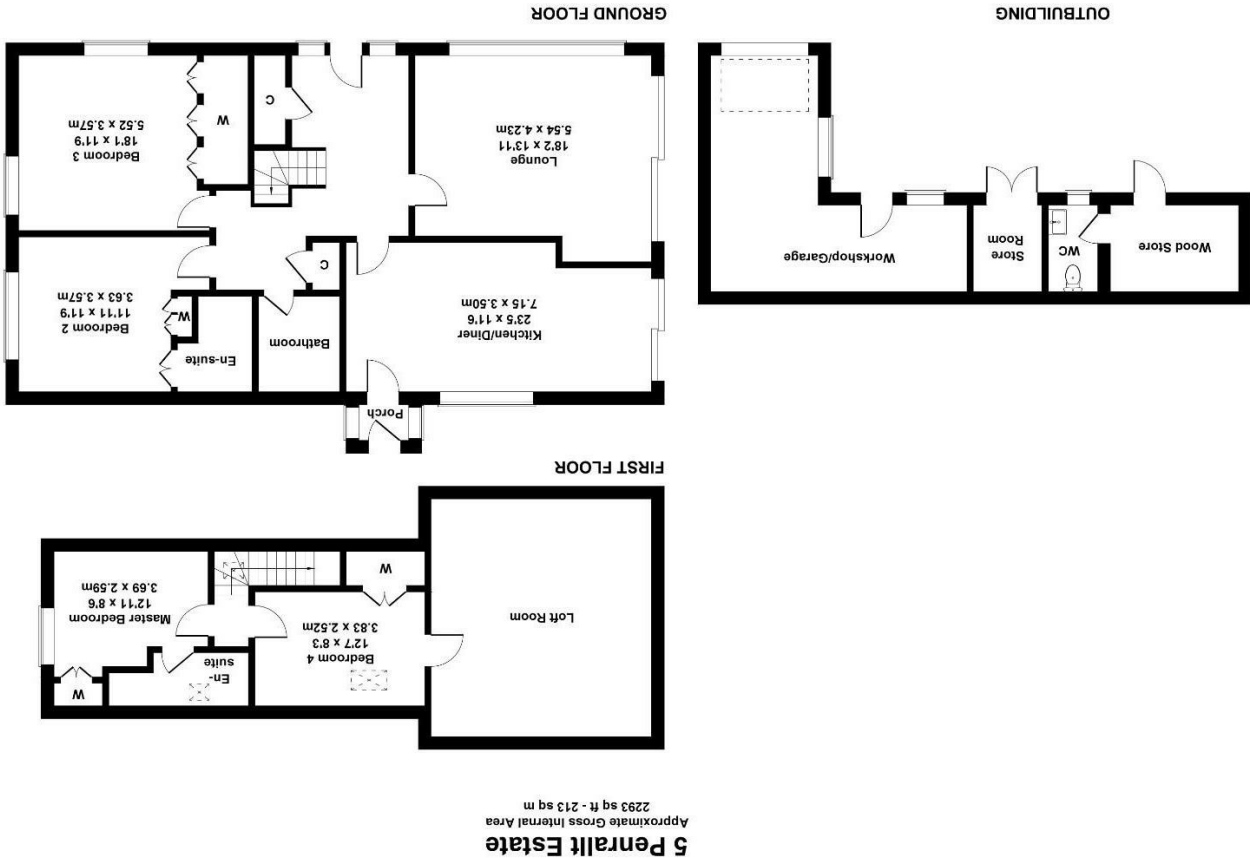 5 Penrallt Estate
Approximate Gross Internal Area
2293 sq ft - 213 sq m
Loft Room
Bedroom 4
12'7 x 8'3
3.83 x 2.52m
W
En-
suite
W
Master Bedroom
12'11 x 8'6
3.69 x 2.59m
FIRST FLOOR
Porch
Kitchen/Diner
23'5 x 11'6
7.15 x 3.50m
Bathroom
En-suite
W
Bedroom 2
11'11 x 11'9
3.63 x 3.57m
C
Lounge
18'2 x 13'11
5.54 x 4.23m
C
W
Bedroom 3
18'1 x 11'9
5.52 x 3.57m
GROUND FLOOR
Wood Store
WC
Store
Room
Workshop/Garage
OUTBUILDING